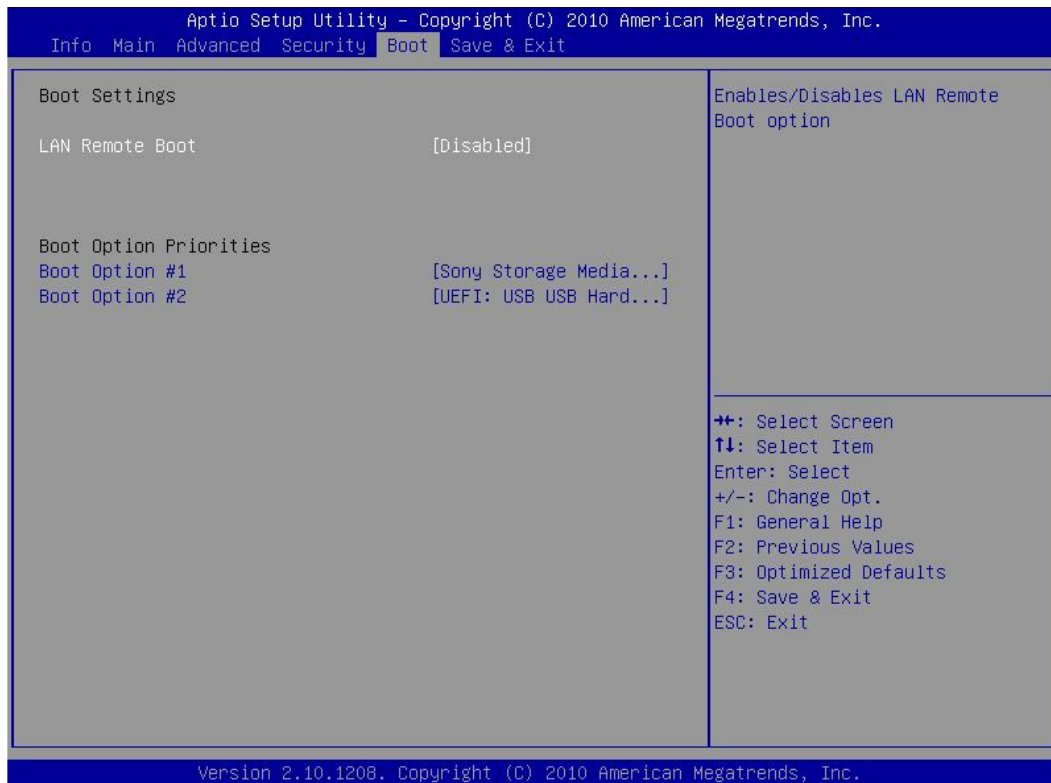 Aptio Setup Utility – Copyright (C) 2010 American Megatrends, Inc.
Info Main Advanced Security Boot Save & Exit
Boot Settings
LAN Remote Boot [Disabled]
Boot Option Priorities
Boot Option #1 [Sony Storage Media...]
Boot Option #2 [UEFI: USB USB Hard...]
Enables/Disables LAN Remote
Boot option
→←: Select Screen
↑↓: Select Item
Enter: Select
+/-: Change Opt.
F1: General Help
F2: Previous Values
F3: Optimized Defaults
F4: Save & Exit
ESC: Exit
Version 2.10.1208. Copyright (C) 2010 American Megatrends, Inc.